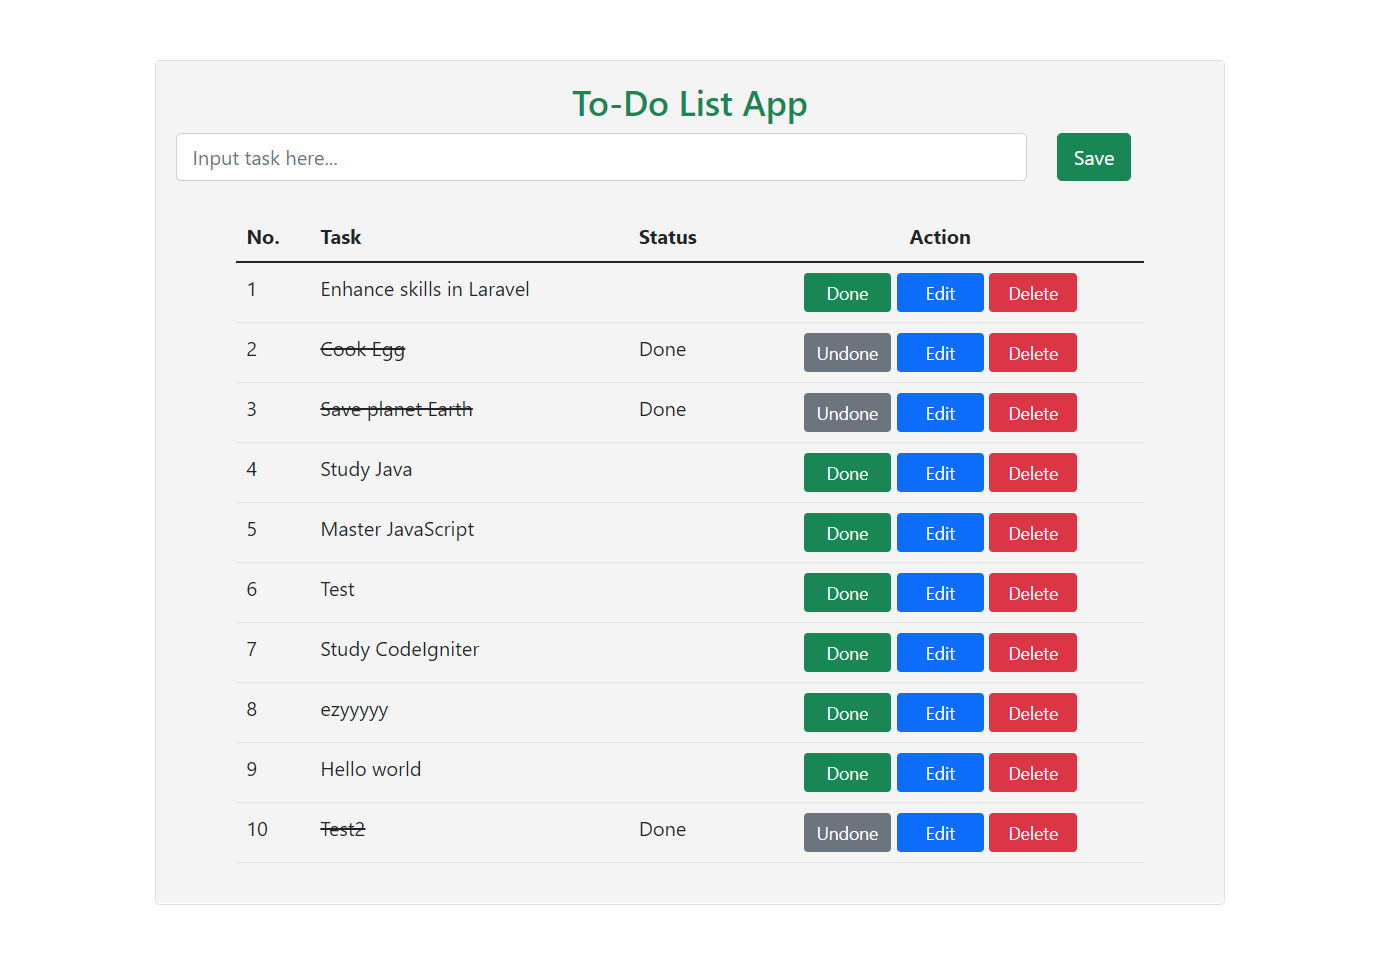 To-Do List App
Input task here...
Save
No. Task Status Action
1 Enhance skills in Laravel Done Edit Delete
2 Cook Egg Done Undone Edit Delete
3 Save planet Earth Done Undone Edit Delete
4 Study Java Done Edit Delete
5 Master JavaScript Done Edit Delete
6 Test Done Edit Delete
7 Study CodeIgniter Done Edit Delete
8 ezyyyyy Done Edit Delete
9 Hello world Done Edit Delete
10 Test2 Done Undone Edit Delete